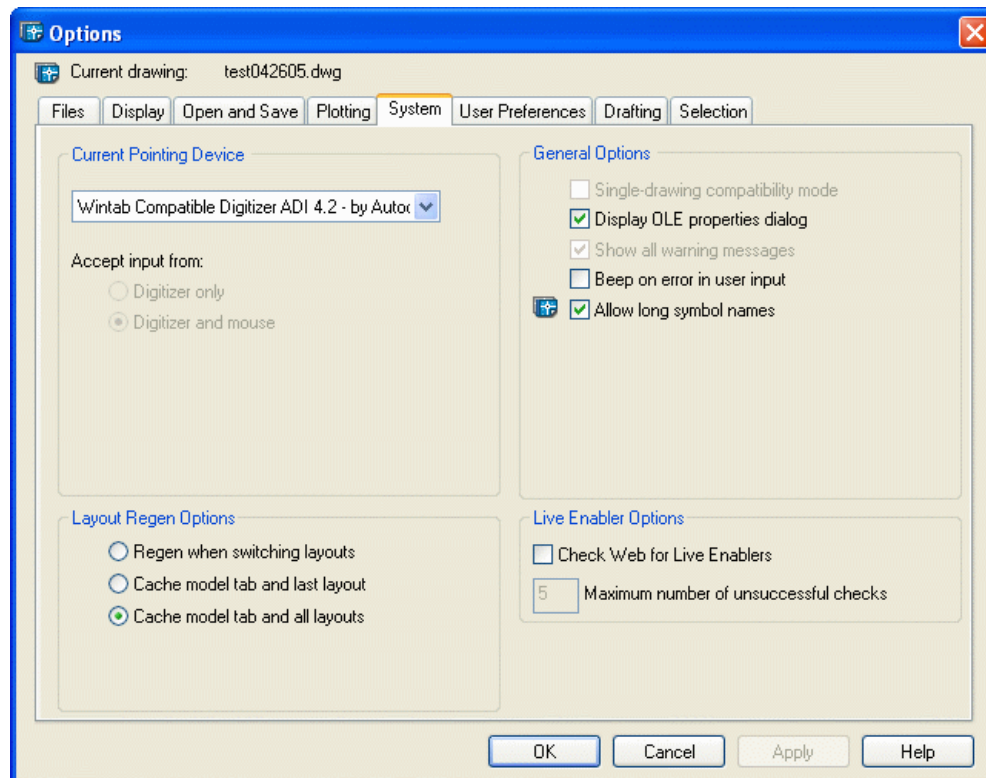 Options
Current drawing: test042605.dwg
Files Display Open and Save Plotting System User Preferences Drafting Selection
Current Pointing Device
Wintab Compatible Digitizer ADI 4.2 - by Autoc
Accept input from:
Digitizer only
Digitizer and mouse
General Options
Single-drawing compatibility mode
Display OLE properties dialog
Show all warning messages
Beep on error in user input
Allow long symbol names
Layout Regen Options
Regen when switching layouts
Cache model tab and last layout
Cache model tab and all layouts
Live Enabler Options
Check Web for Live Enablers
5 Maximum number of unsuccessful checks
OK Cancel Apply Help